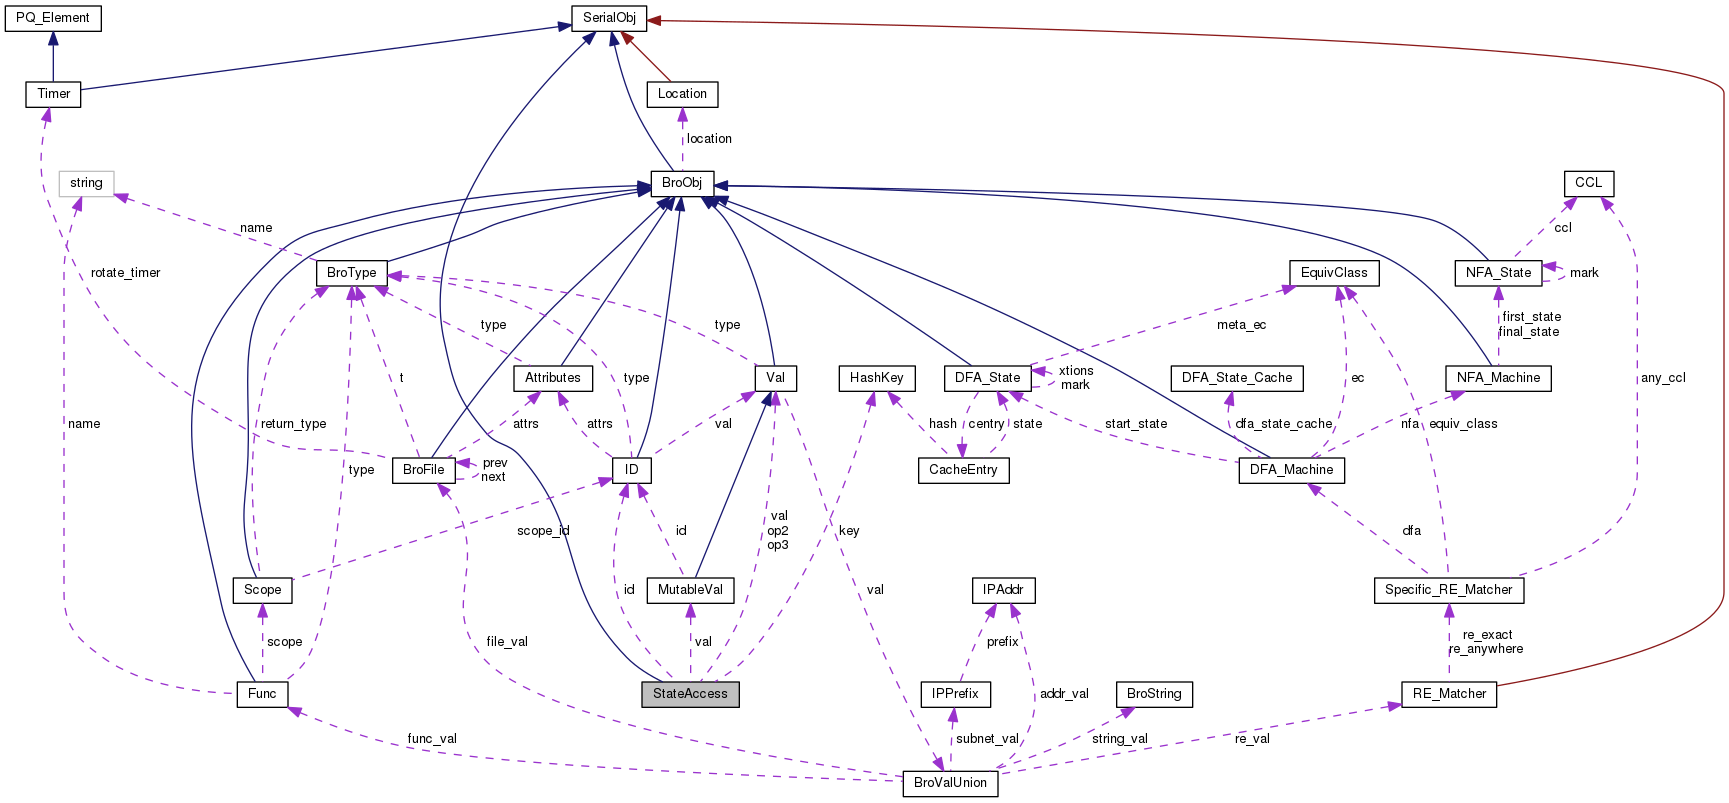 PQ_Element
SerialObj
Timer
Location
location
string
BroObj
CCL
name
ccl
rotate_timer
BroType
EquivClass
NFA_State
mark
type
type
meta_ec
first_state
final_state
t
type
Attributes
Val
HashKey
DFA_State
xtions
mark
DFA_State_Cache
ec
NFA_Machine
any_ccl
name
return_type
attrs
attrs
val
hash
centry
state
start_state
dfa_state_cache
nfa
equiv_class
type
BroFile
prev
next
ID
CacheEntry
DFA_Machine
scope_id
id
val
op2
op3
key
dfa
Scope
id
MutableVal
val
IPAddr
Specific_RE_Matcher
scope
file_val
val
prefix
re_exact
re_anywhere
Func
StateAccess
IPPrefix
addr_val
BroString
RE_Matcher
func_val
subnet_val
string_val
re_val
BroValUnion